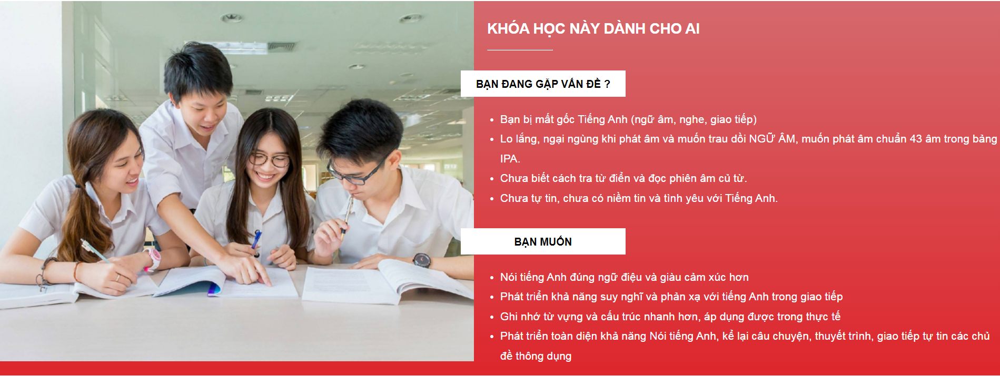 KHÓA HỌC NÀY DÀNH CHO AI
BẠN ĐANG GẶP VẤN ĐỀ ?
Bạn bị mất gốc Tiếng Anh (ngữ âm, nghe, giao tiếp)
Lo lắng, ngại ngùng khi phát âm và muốn trau dồi NGỮ ÂM, muốn phát âm chuẩn 43 âm trong bảng
IPA.
Chưa biết cách tra từ điển và đọc phiên âm củ từ.
Chưa tự tin, chưa có niềm tin và tình yêu với Tiếng Anh.
BẠN MUỐN
Nói tiếng Anh đúng ngữ điệu và giàu cảm xúc hơn
Phát triển khả năng suy nghĩ và phản xạ với tiếng Anh trong giao tiếp
Ghi nhớ từ vựng và cấu trúc nhanh hơn, áp dụng được trong thực tế
Phát triển toàn diện khả năng Nói tiếng Anh, kể lại câu chuyện, thuyết trình, giao tiếp tự tin các chủ
đề thông dụng